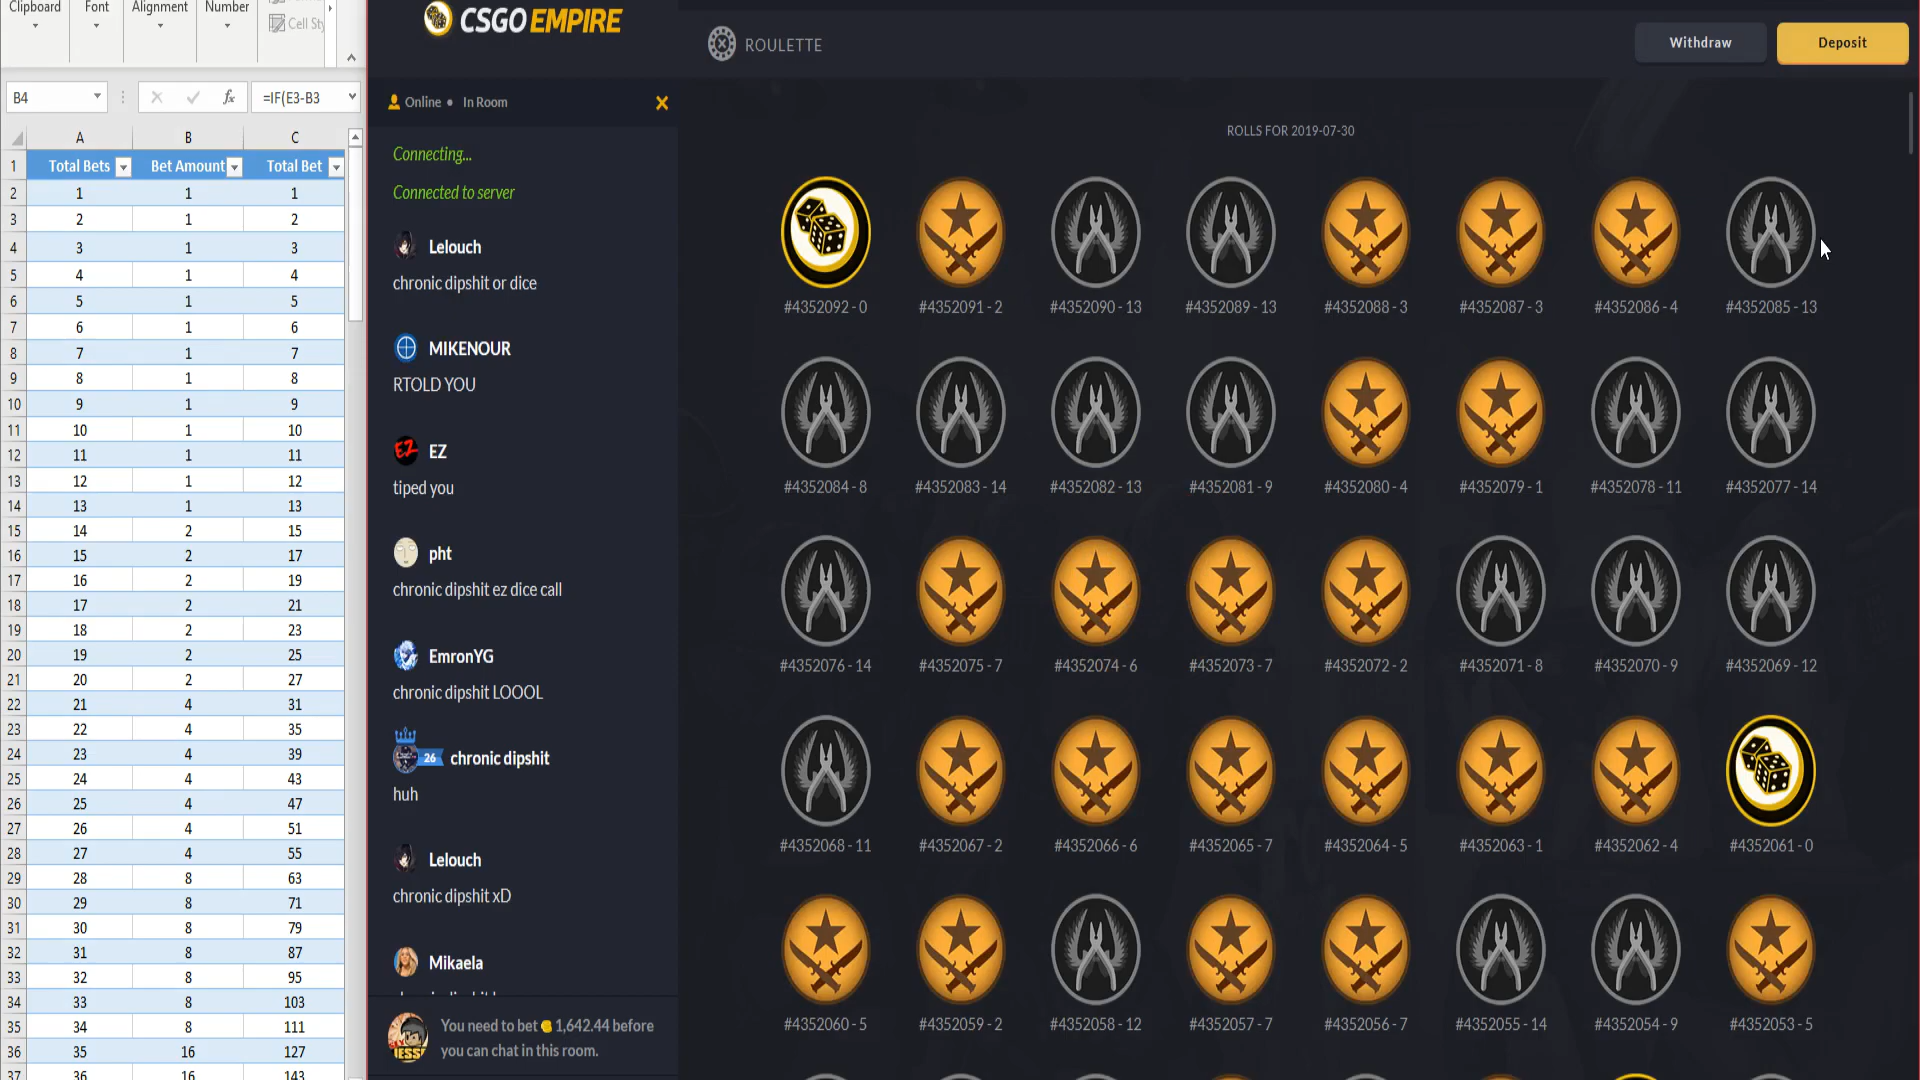 Clipboard Font Alignment Number
Cell Sty
B4 fx =IF(E3-B3
A B C
1 Total Bets Bet Amount Total Bet
2 1 1 1
3 2 1 2
4 3 1 3
5 4 1 4
6 5 1 5
7 6 1 6
8 7 1 7
9 8 1 8
10 9 1 9
11 10 1 10
12 11 1 11
13 12 1 12
14 13 1 13
15 14 2 15
16 15 2 17
17 16 2 19
18 17 2 21
19 18 2 23
20 19 2 25
21 20 2 27
22 21 4 31
23 22 4 35
24 23 4 39
25 24 4 43
26 25 4 47
27 26 4 51
28 27 4 55
29 28 8 63
30 29 8 71
31 30 8 79
32 31 8 87
33 32 8 95
34 33 8 103
35 34 8 111
36 35 16 127
37 36 16 143
CSGO EMPIRE
Online • In Room
Connecting...
Connected to server
Lelouch
chronic dipshit or dice
MIKENOUR
RTOLD YOU
EZ
EZ
tiped you
pht
chronic dipshit ez dice call
EmronYG
chronic dipshit LOOOL
26 chronic dipshit
huh
Lelouch
chronic dipshit xD
Mikaela
You need to bet 1,642.44 before
you can chat in this room.
ROULETTE
Withdraw Deposit
ROLLS FOR 2019-07-30
#4352092 - 0 #4352091 - 2 #4352090 - 13 #4352089 - 13 #4352088 - 3 #4352087 - 3 #4352086 - 4 #4352085 - 13
#4352084 - 8 #4352083 - 14 #4352082 - 13 #4352081 - 9 #4352080 - 4 #4352079 - 1 #4352078 - 11 #4352077 - 14
#4352076 - 14 #4352075 - 7 #4352074 - 6 #4352073 - 7 #4352072 - 2 #4352071 - 8 #4352070 - 9 #4352069 - 12
#4352068 - 11 #4352067 - 2 #4352066 - 6 #4352065 - 7 #4352064 - 5 #4352063 - 1 #4352062 - 4 #4352061 - 0
#4352060 - 5 #4352059 - 2 #4352058 - 12 #4352057 - 7 #4352056 - 7 #4352055 - 14 #4352054 - 9 #4352053 - 5